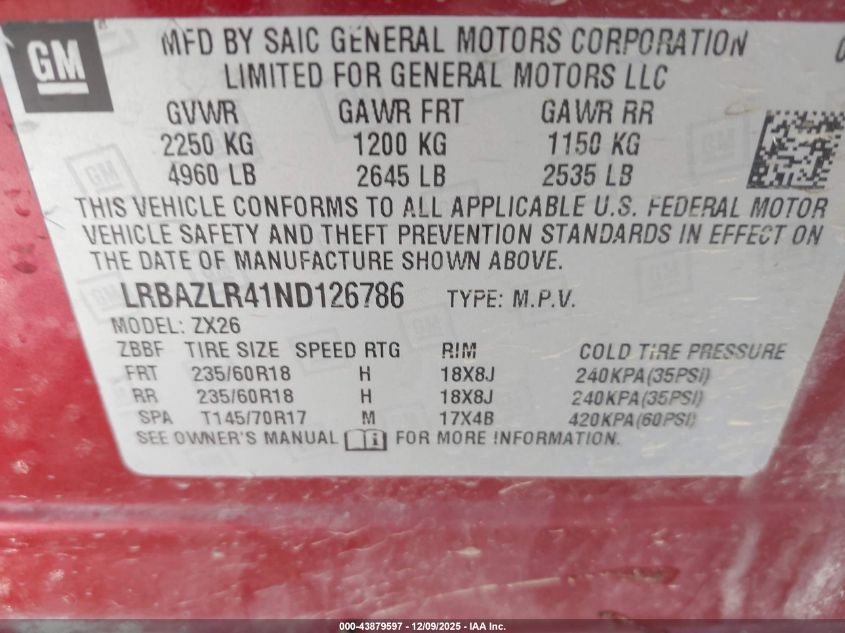 GM
MFD BY SAIC GENERAL MOTORS CORPORATION
LIMITED FOR GENERAL MOTORS LLC
GVWR GAWR FRT GAWR RR
2250 KG 1200 KG 1150 KG
4960 LB 2645 LB 2535 LB
THIS VEHICLE CONFORMS TO ALL APPLICABLE U.S. FEDERAL MOTOR
VEHICLE SAFETY AND THEFT PREVENTION STANDARDS IN EFFECT ON
THE DATE OF MANUFACTURE SHOWN ABOVE.
LRBAZLR41ND126786 TYPE: M.P.V.
MODEL: ZX26
ZBBF TIRE SIZE SPEED RTG RIM COLD TIRE PRESSURE
FRT 235/60R18 H 18X8J 240KPA(35PSI)
RR 235/60R18 H 18X8J 240KPA(35PSI)
SPA T145/70R17 M 17X4B 420KPA(60PSI)
SEE OWNER'S MANUAL FOR MORE INFORMATION
000-43879597 - 12/09/2025 - IAA Inc.